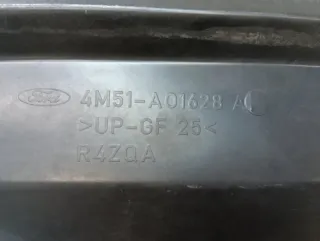 Ford 4M51-A01628 A
>UP-GF 25<
R4ZQA